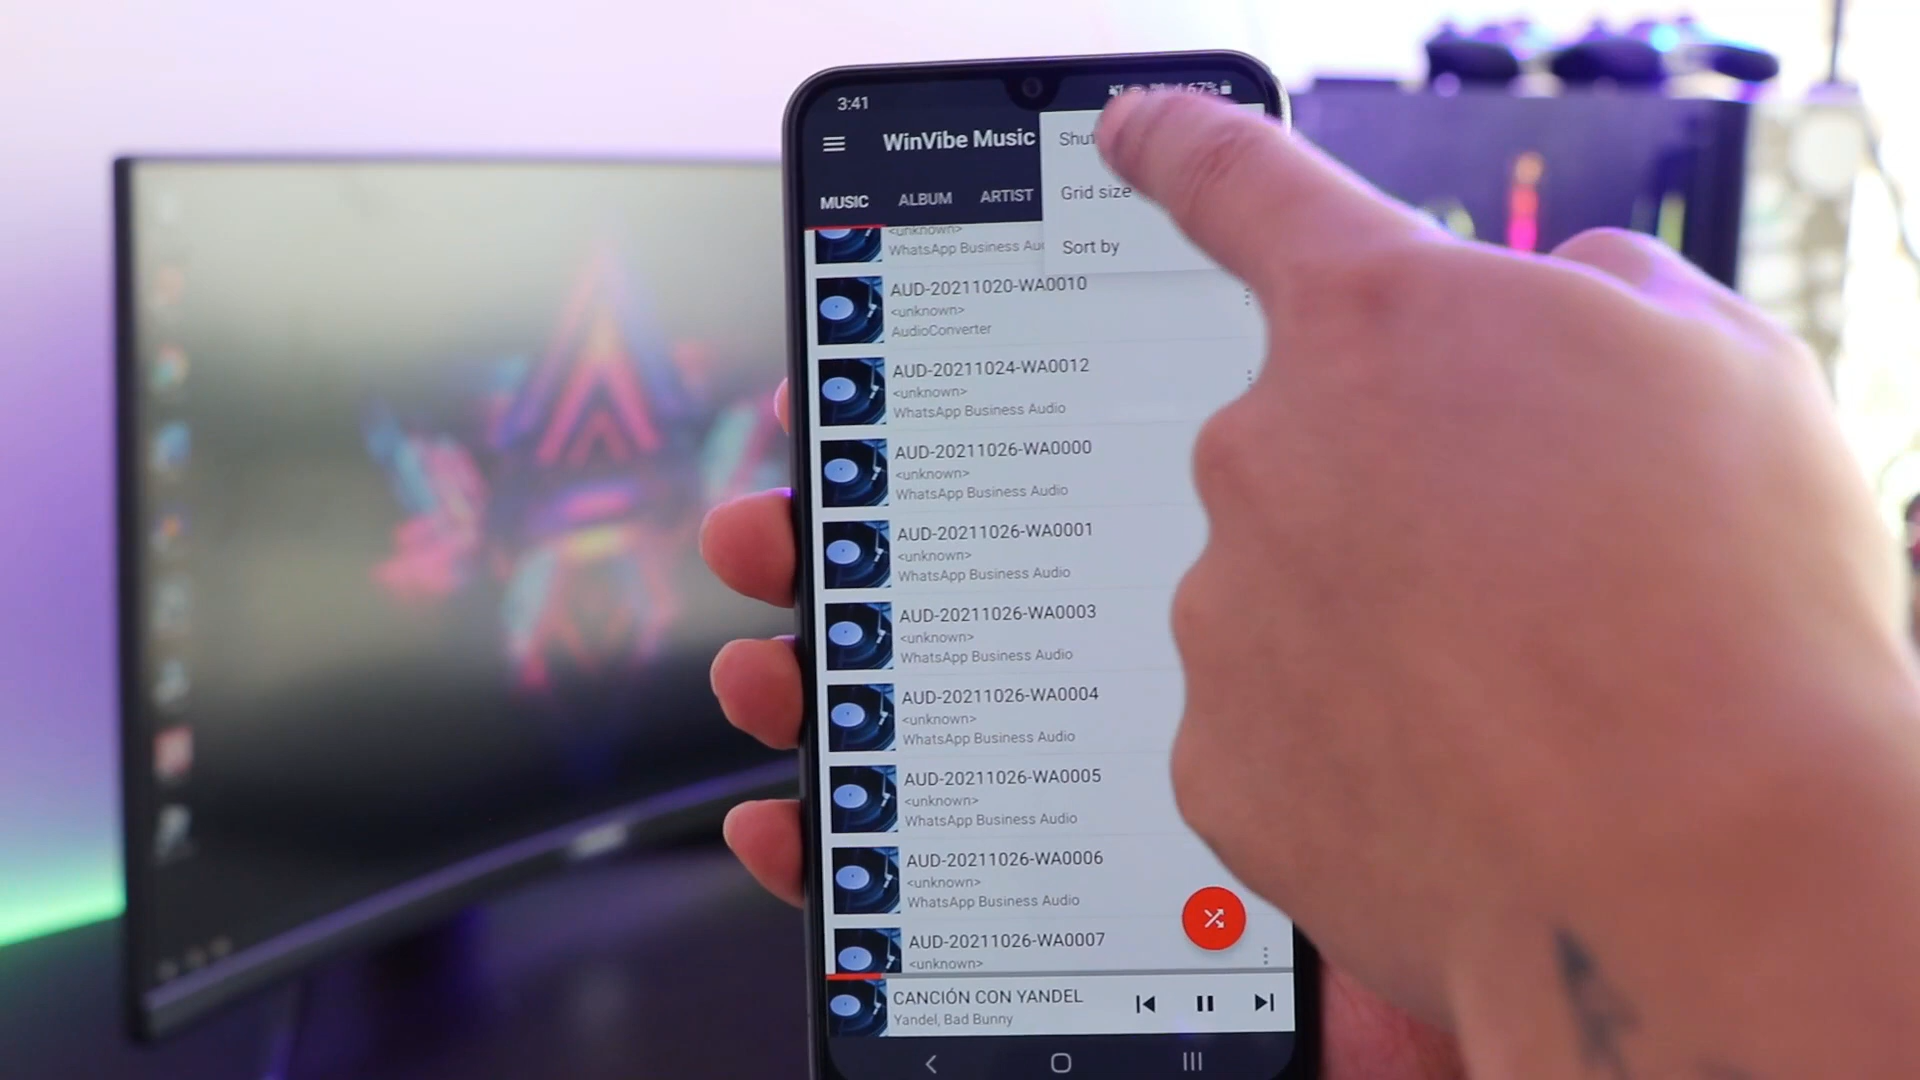 3:41
67%
WinVibe Music
MUSIC ALBUM ARTIST
Grid size
Sort by
<unknown>
WhatsApp Business
AUD-20211020-WA0010
<unknown>
AudioConverter
AUD-20211024-WA0012
<unknown>
WhatsApp Business Audio
AUD-20211026-WA0000
<unknown>
WhatsApp Business Audio
AUD-20211026-WA0001
<unknown>
WhatsApp Business Audio
AUD-20211026-WA0003
<unknown>
WhatsApp Business Audio
AUD-20211026-WA0004
<unknown>
WhatsApp Business Audio
AUD-20211026-WA0005
<unknown>
WhatsApp Business Audio
AUD-20211026-WA0006
<unknown>
WhatsApp Business Audio
AUD-20211026-WA0007
<unknown>
CANCIÓN CON YANDEL
Yandel, Bad Bunny